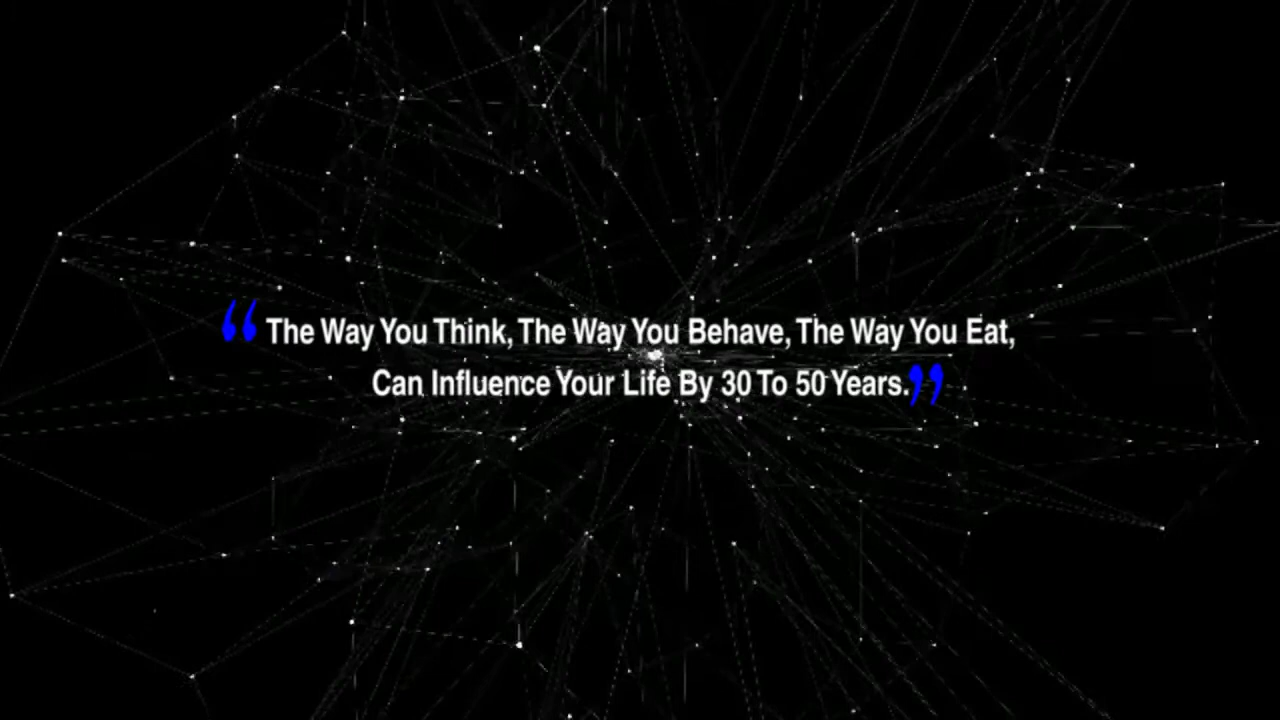 “The Way You Think, The Way You Behave, The Way You Eat,
Can Influence Your Life By 30 To 50 Years.”